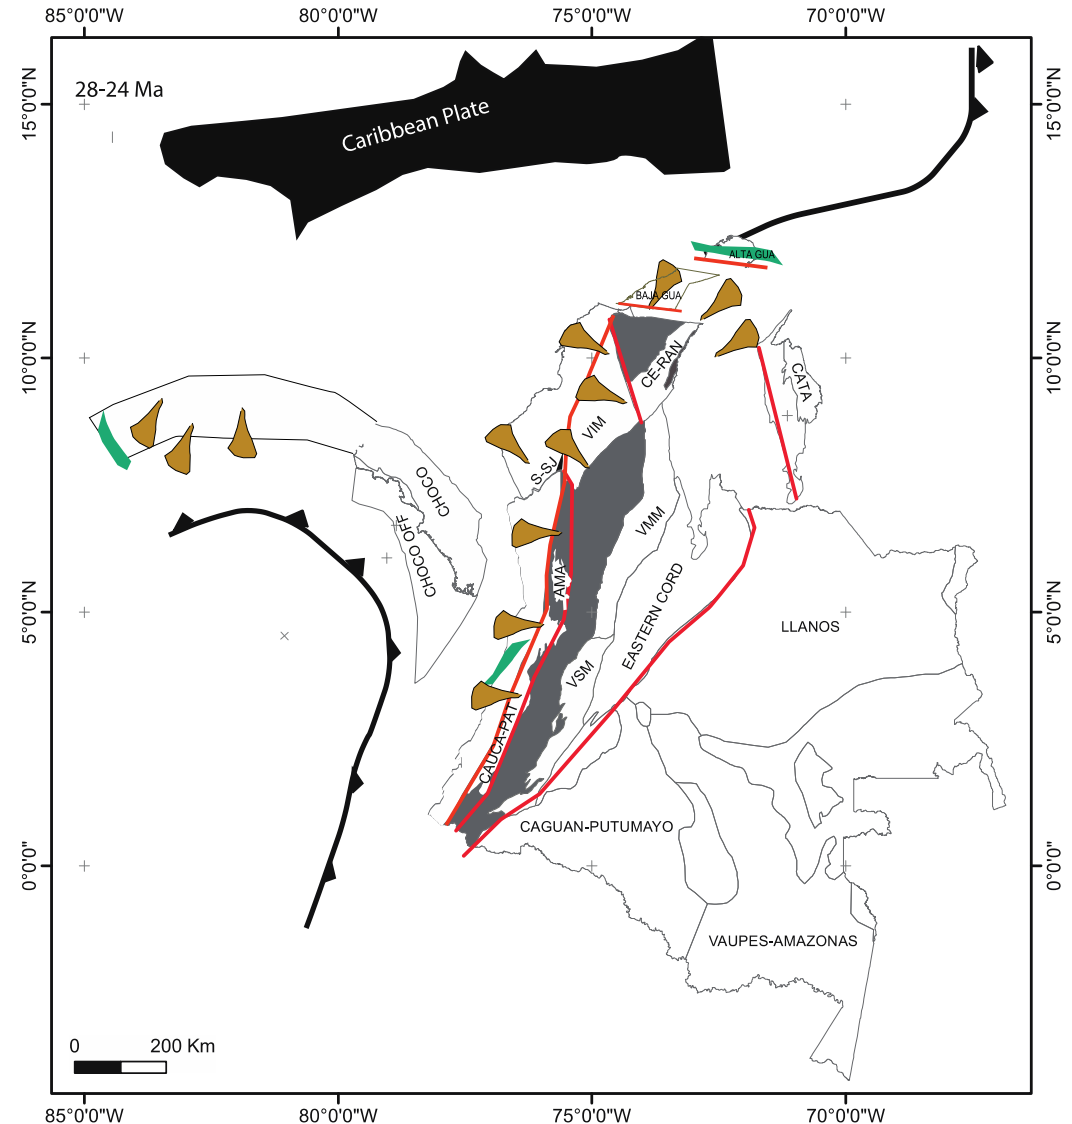 85°0'0"W 80°0'0"W 75°0'0"W 70°0'0"W
15°0'0"N
15°0'0"N
28-24 Ma
Caribbean Plate
ALTA GUA
BAJA GUA
10°0'0"N
10°0'0"N
CE-RAN
CATA
VIM
S-SJ
CHOCO
CHOCO OFF
VMM
AMA
5°0'0"N
5°0'0"N
EASTERN CORD
LLANOS
VSM
CAUCA-PAT
CAGUAN-PUTUMAYO
0°0'0"
0°0'0"
VAUPES-AMAZONAS
0 200 Km
85°0'0"W 80°0'0"W 75°0'0"W 70°0'0"W